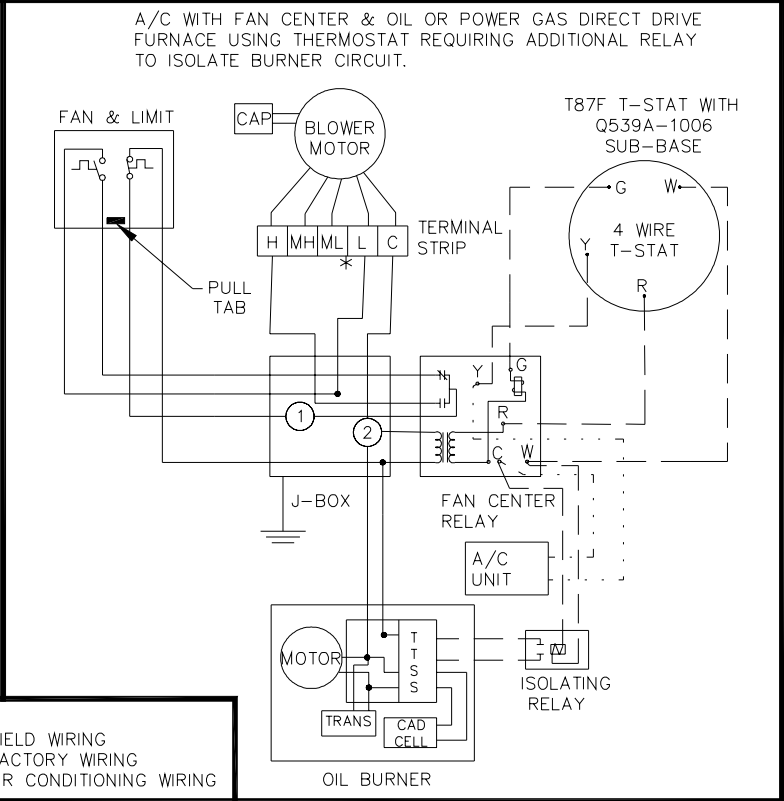 A/C WITH FAN CENTER & OIL OR POWER GAS DIRECT DRIVE
FURNACE USING THERMOSTAT REQUIRING ADDITIONAL RELAY
TO ISOLATE BURNER CIRCUIT.
FAN & LIMIT
CAP
BLOWER
MOTOR
T87F T-STAT WITH
Q539A-1006
SUB-BASE
G
W
Y
4 WIRE
T-STAT
R
H
MH
ML
L
C
*
TERMINAL
STRIP
PULL
TAB
1
2
Y
G
R
C
W
J-BOX
FAN CENTER
RELAY
A/C
UNIT
MOTOR
T
T
S
S
TRANS
CAD
CELL
ISOLATING
RELAY
OIL BURNER
IELD WIRING
ACTORY WIRING
R CONDITIONING WIRING